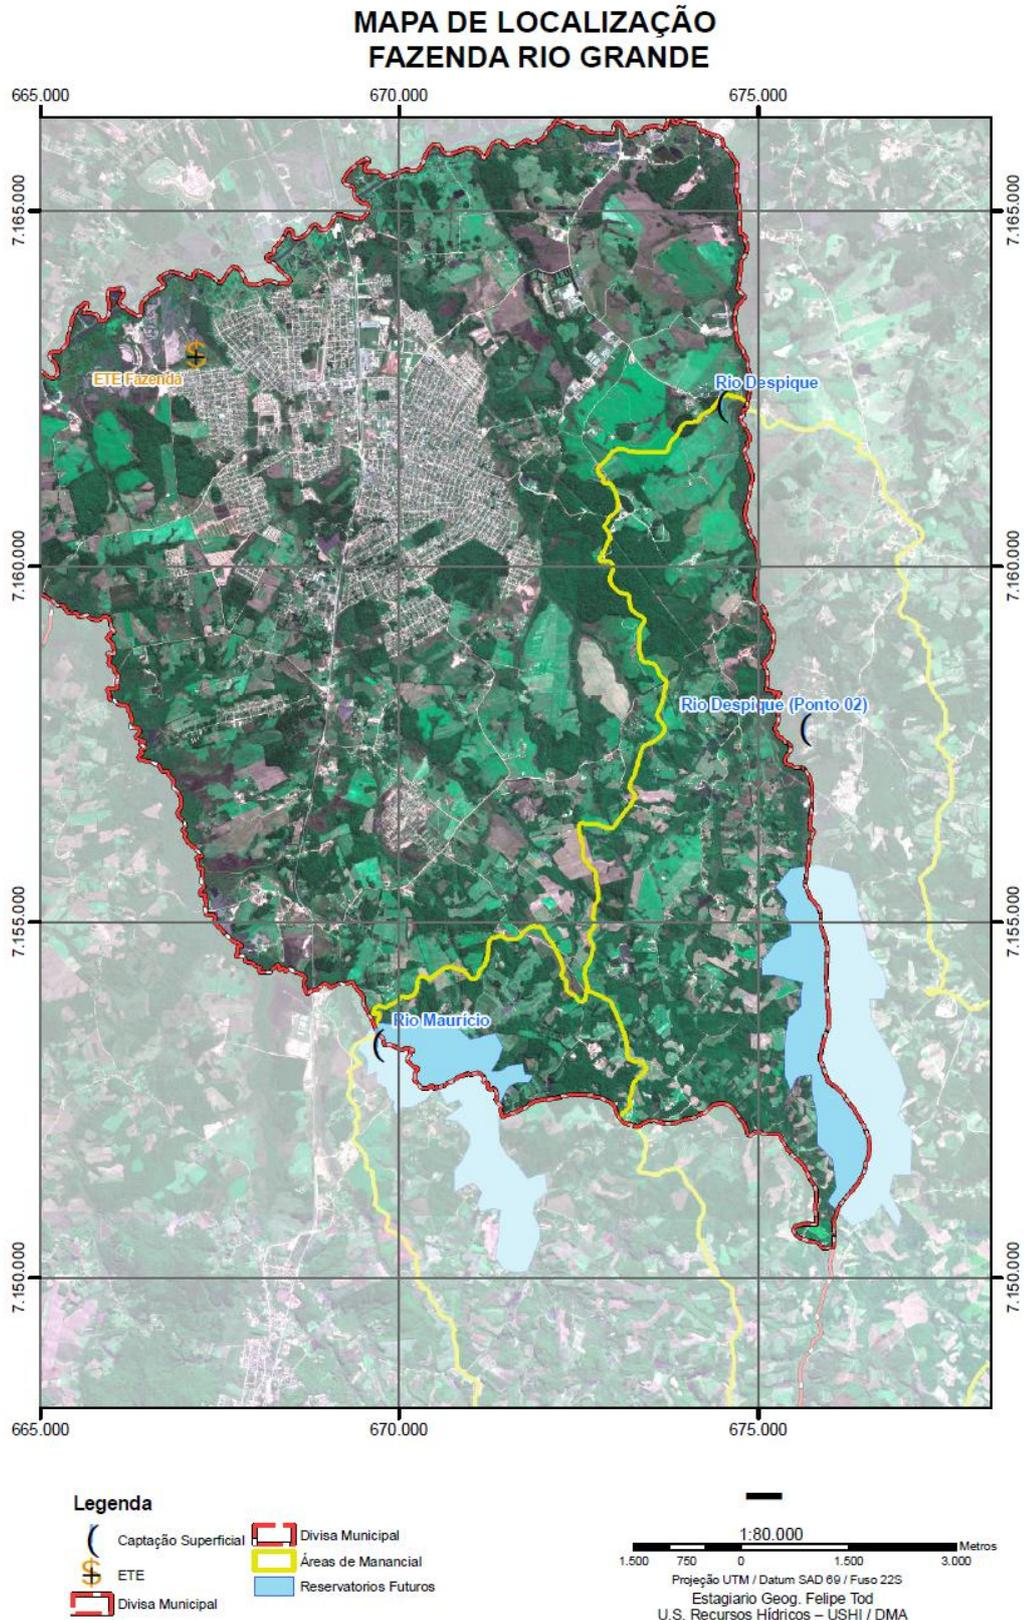 MAPA DE LOCALIZAÇÃO
FAZENDA RIO GRANDE
665.000
670.000
675.000
7.165.000
7.165.000
Rio Despique
ETE Fazenda
7.160.000
7.160.000
Rio Despique (Ponto 02)
7.155.000
7.155.000
Rio Maurício
7.150.000
7.150.000
665.000
670.000
675.000
Legenda
Captação Superficial
ETE
Divisa Municipal
Divisa Municipal
Áreas de Manancial
Reservatorios Futuros
1:80.000
Metros
1.500 750 0 1.500 3.000
Projeção UTM / Datum SAD 69 / Fuso 22S
Estagiario Geog. Felipe Tod
U.S. Recursos Hídricos – USHI / DMA